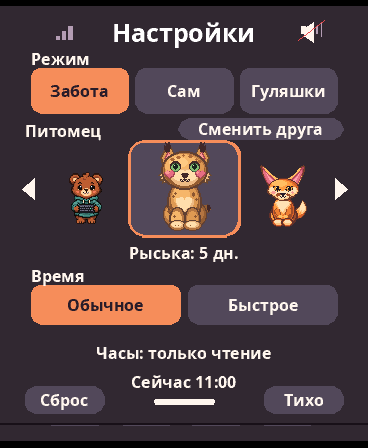 Настройки
Режим
Забота Сам Гуляшки
Питомец Сменить друга
Рыська: 5 дн.
Время
Обычное Быстрое
Часы: только чтение
Сейчас 11:00
Сброс Тихо